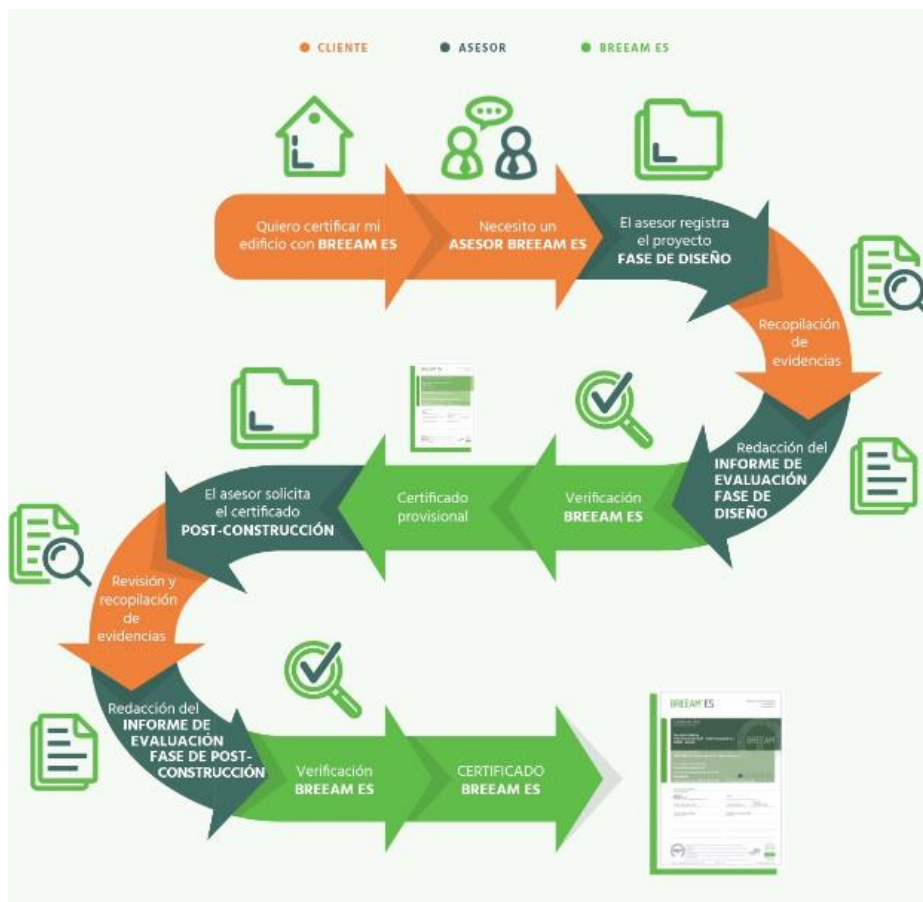 CLIENTE
ASESOR
BREEAM ES
Quiero certificar mi
edificio con BREEAM ES
Necesito un
ASESOR BREEAM ES
El asesor registra
el proyecto
FASE DE DISEÑO
Recopilación
de
evidencias
Redacción del
INFORME DE
EVALUACIÓN
FASE DE
DISEÑO
Verificación
BREEAM ES
Certificado
provisional
El asesor solicita
el certificado
POST-CONSTRUCCIÓN
Revisión y
recopilación
de
evidencias
Redacción del
INFORME DE
EVALUACIÓN
FASE DE POST-
CONSTRUCCIÓN
Verificación
BREEAM ES
CERTIFICADO
BREEAM ES
BREEAM® ES
BREEAM